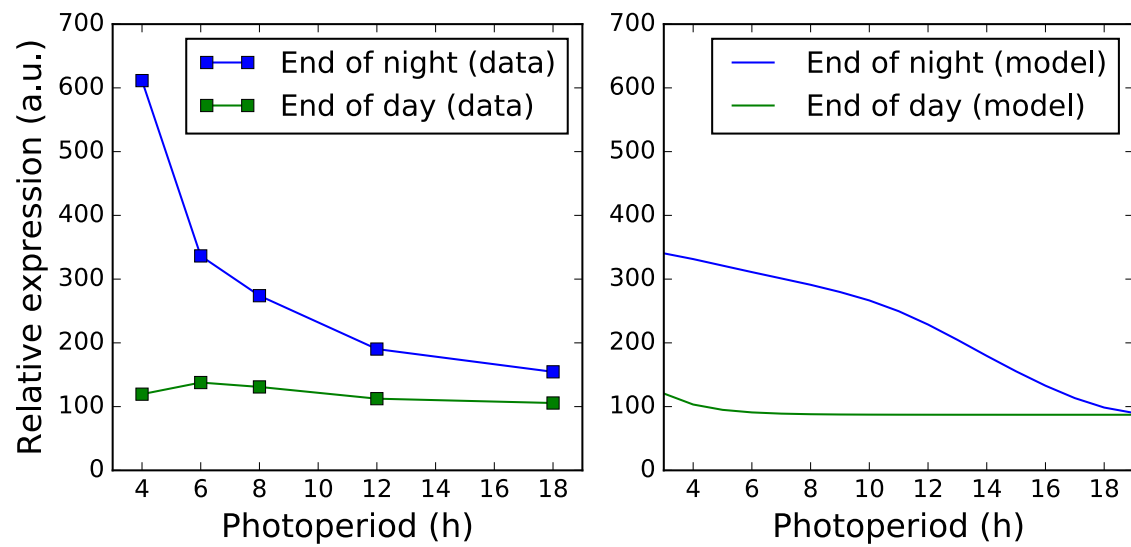 Relative expression (a.u.)
700
600
500
400
300
200
100
0
4 6 8 10 12 14 16 18
Photoperiod (h)
End of night (data)
End of day (data)
700
600
500
400
300
200
100
0
4 6 8 10 12 14 16 18
Photoperiod (h)
End of night (model)
End of day (model)